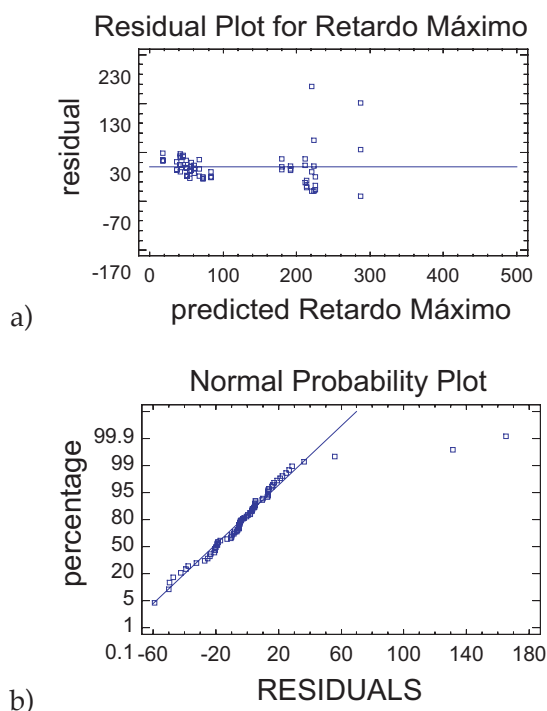 Residual Plot for Retardo Máximo
residual
230
130
30
-70
-170
0 100 200 300 400 500
predicted Retardo Máximo
a)
Normal Probability Plot
percentage
99.9
99
95
80
50
20
5
1
0.1
-60 -20 20 60 100 140 180
RESIDUALS
b)